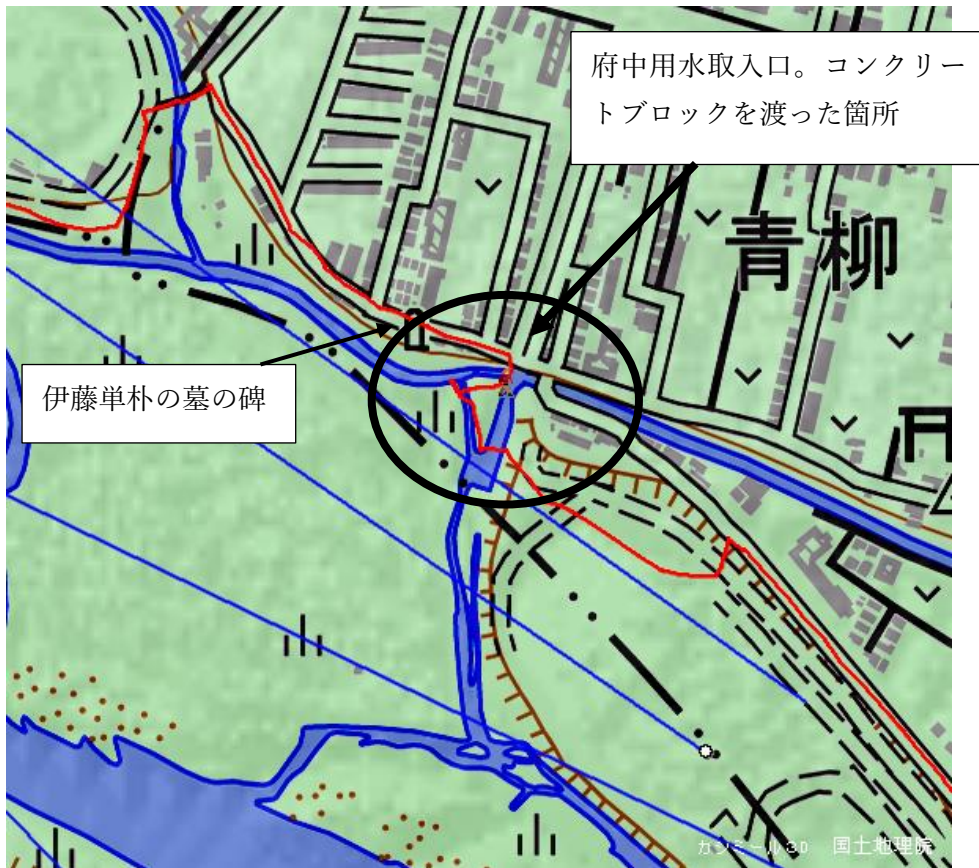 府中用水取入口。コンクリー
トブロックを渡った箇所
青柳
伊藤単朴の墓の碑
カシミール3D 国土地理院